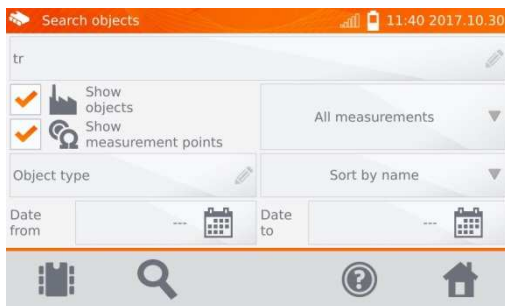 Search objects 11:40 2017.10.30
tr
Show
objects
All measurements
Show
measurement points
Object type Sort by name
Date
from ---
Date
to ---